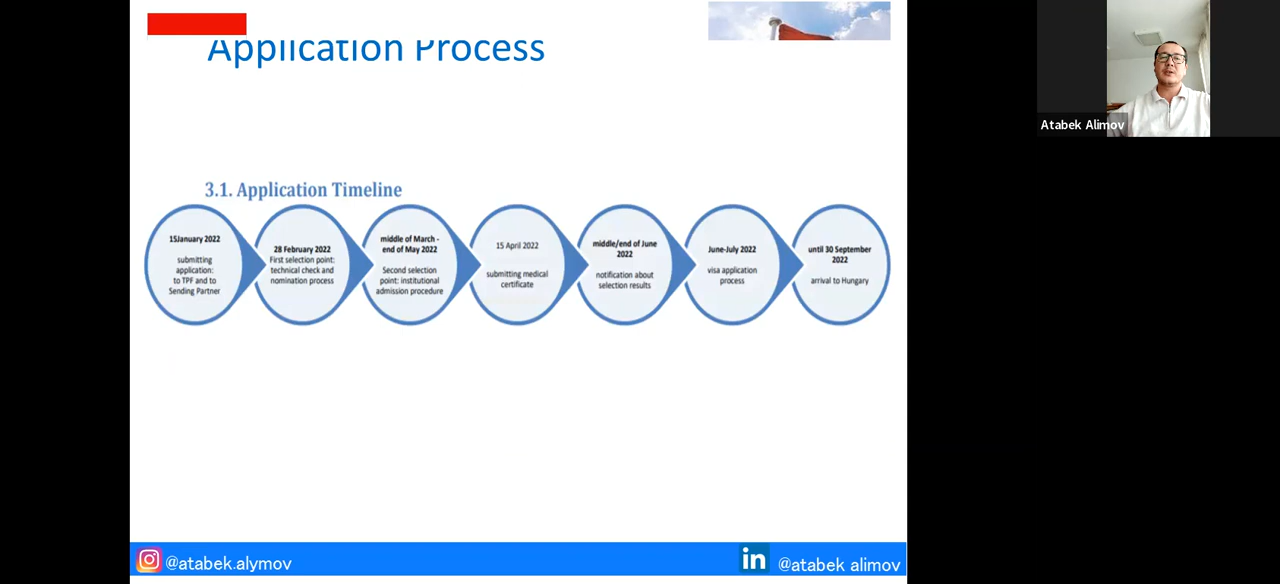 Application Process
3.1. Application Timeline
15January 2022
submitting
application:
to TPF and to
Sending Partner
28 February 2022
First selection point:
technical check and
nomination process
middle of March -
end of May 2022
Second selection
point: institutional
admission procedure
15 April 2022
submitting medical
certificate
middle/end of June
2022
notification about
selection results
June-July 2022
visa application
process
until 30 September
2022
arrival to Hungary
@atabek.alymov
in
@atabek alimov
Atabek Alimov